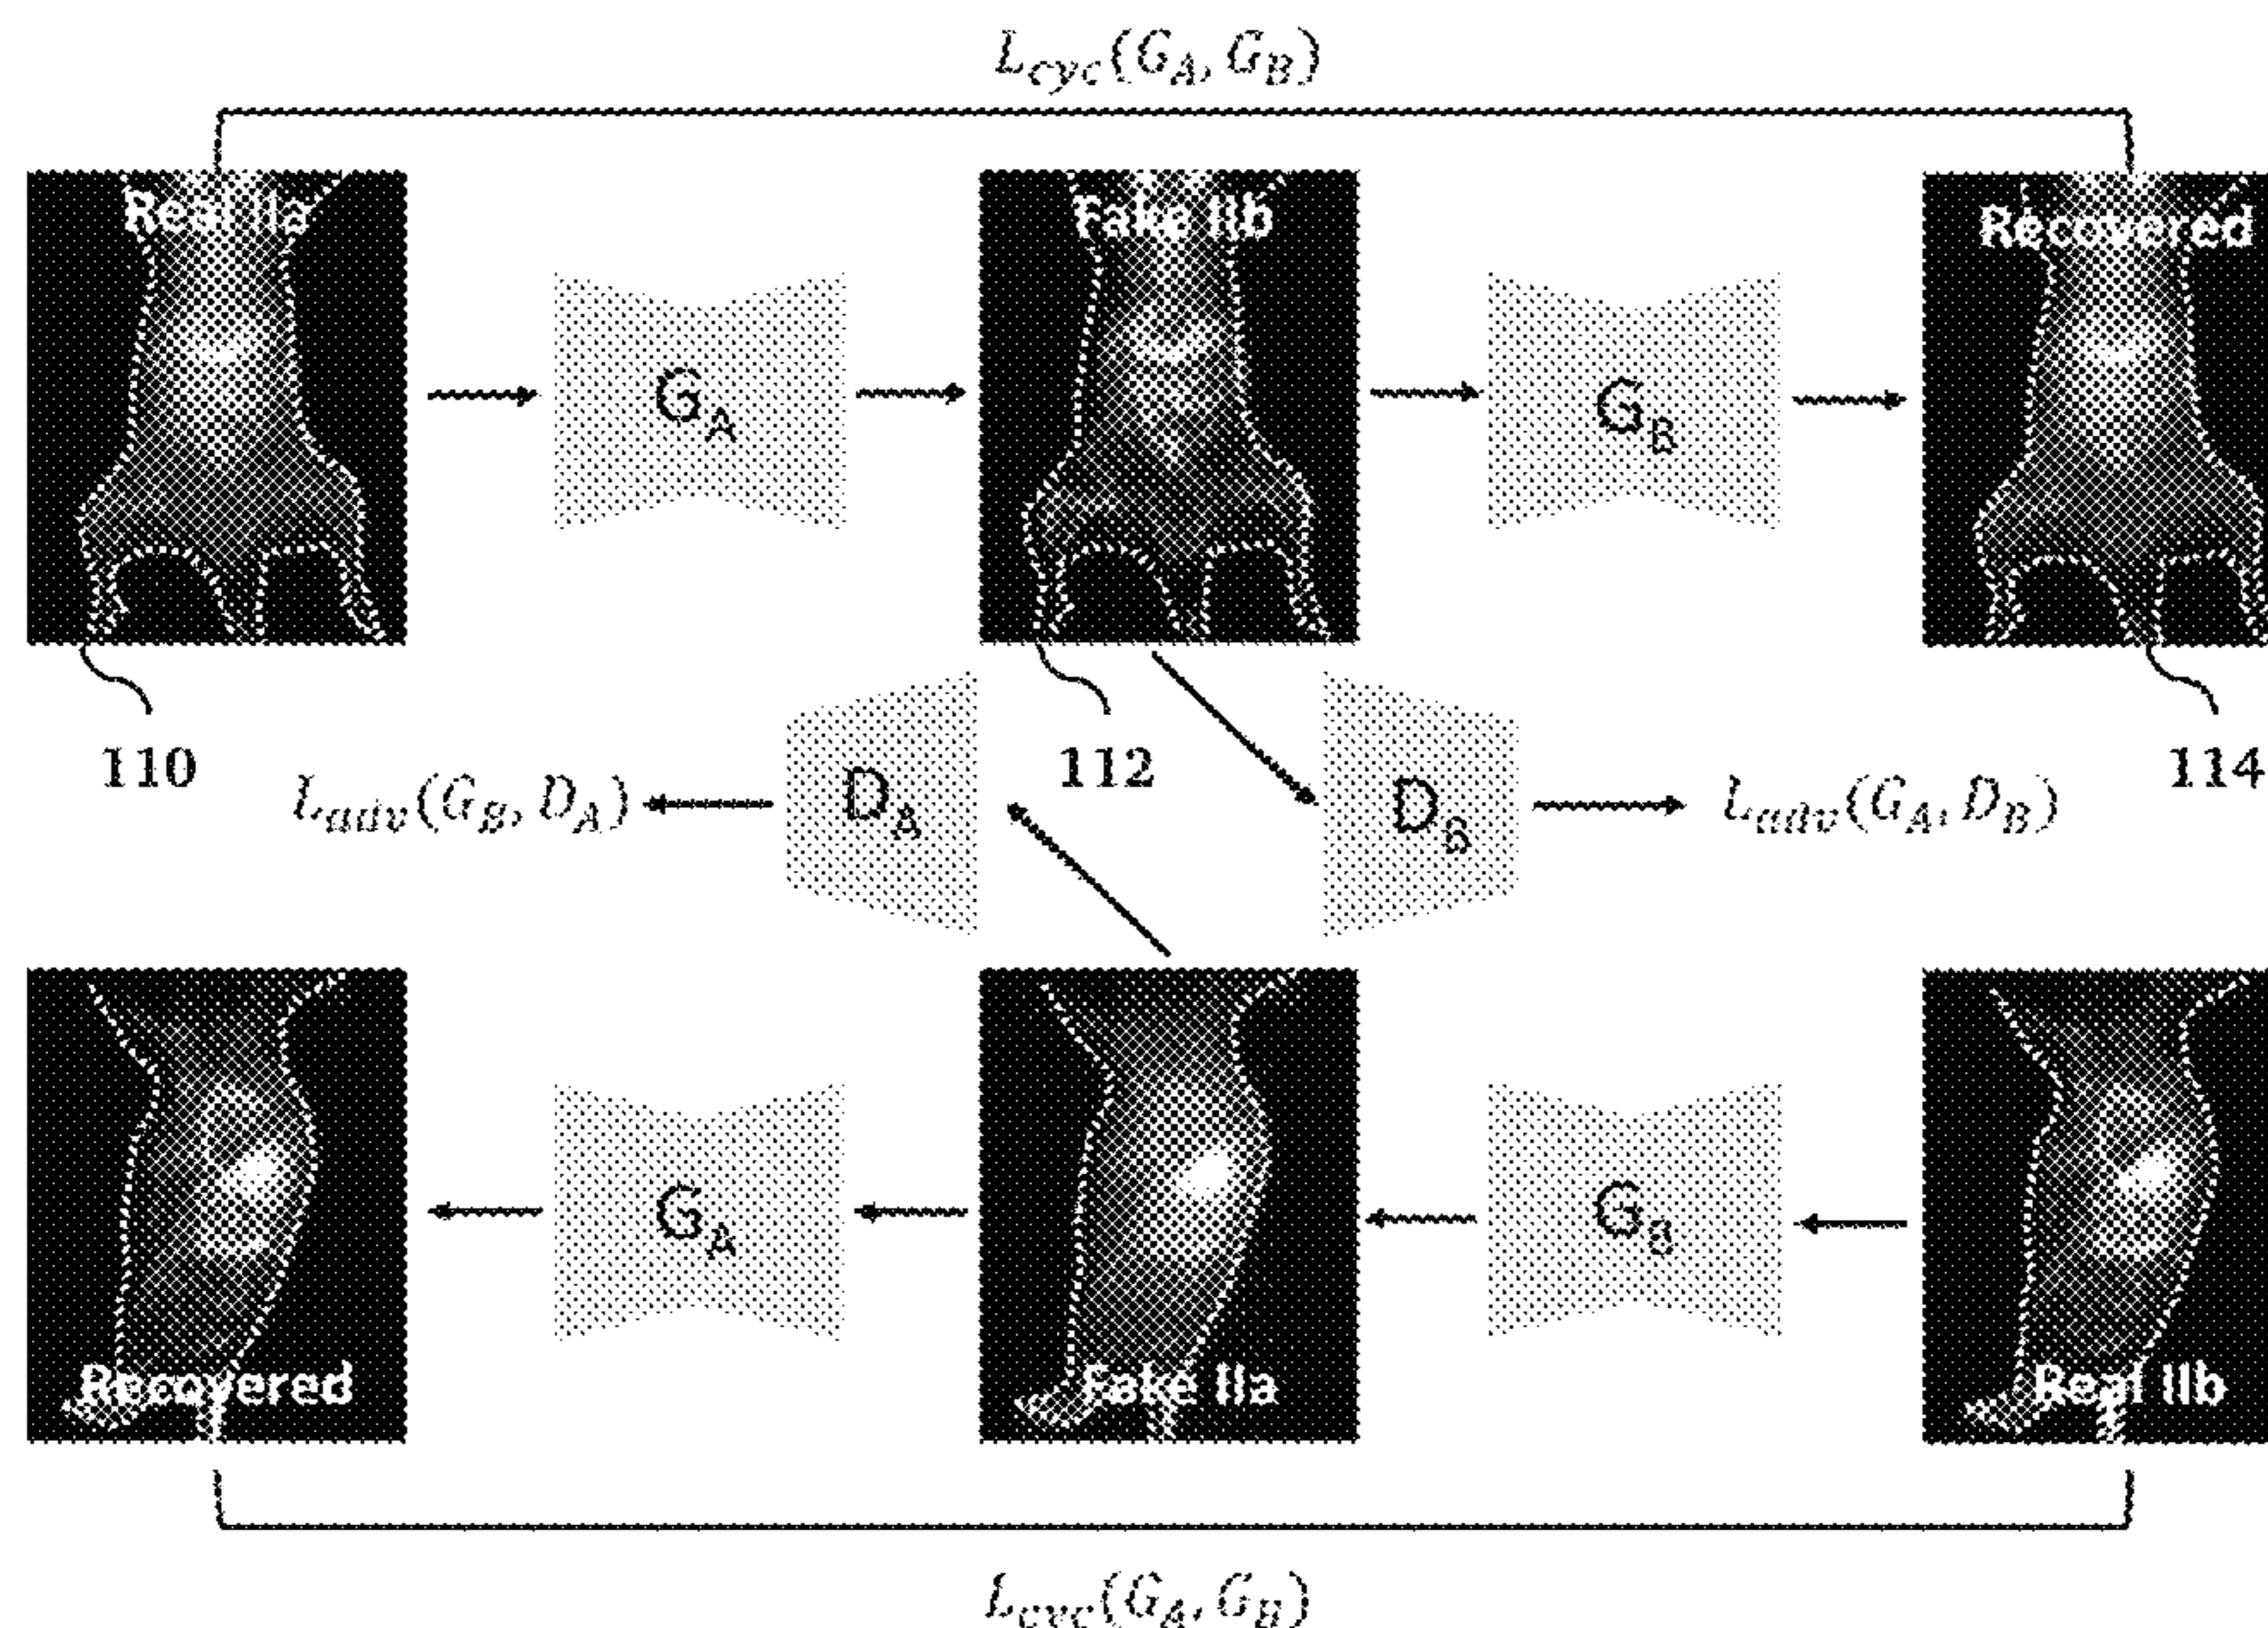 L_cyc(G_A, G_B)
Real IIa
Fake IIb
Recovered
G_A
G_B
110
112
114
D_A
D_B
L_adv(G_B, D_A)
L_adv(G_A, D_B)
G_A
G_B
Recovered
Fake IIa
Real IIb
L_cyc(G_A, G_B)